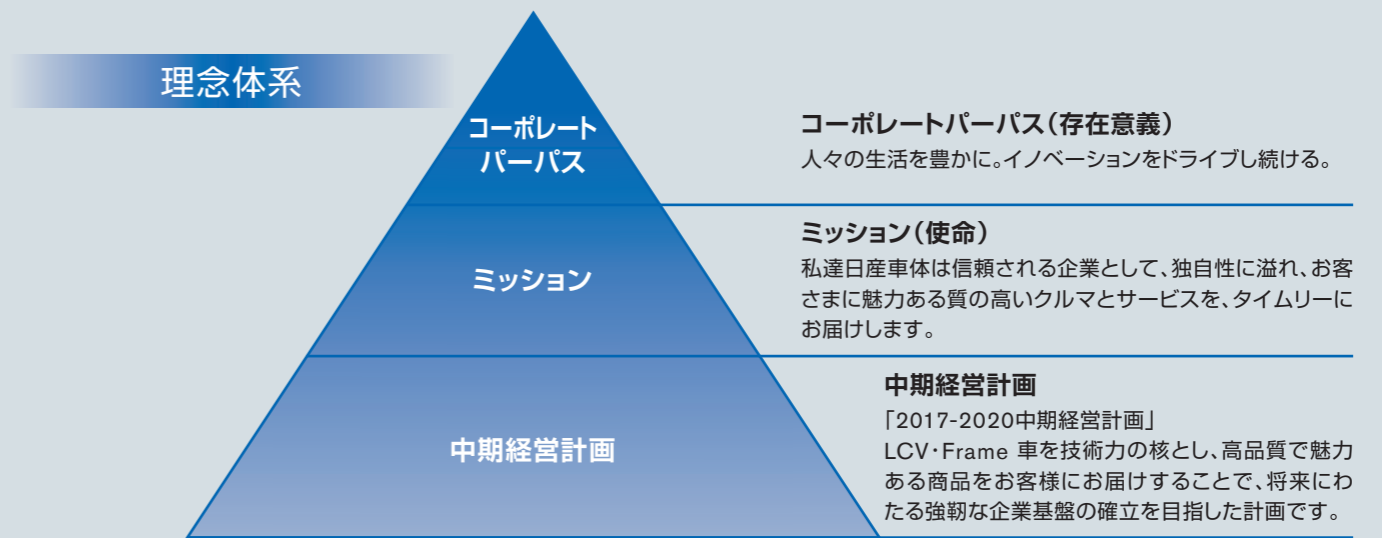 理念体系
コーポレート
パーパス
コーポレートパーパス（存在意義）
人々の生活を豊かに。イノベーションをドライブし続ける。
ミッション
ミッション（使命）
私達日産車体は信頼される企業として、独自性に溢れ、お客
さまに魅力ある質の高いクルマとサービスを、タイムリーに
お届けします。
中期経営計画
中期経営計画
「2017-2020中期経営計画」
LCV・Frame 車を技術力の核とし、高品質で魅力
ある商品をお客様にお届けすることで、将来にわ
たる強靭な企業基盤の確立を目指した計画です。